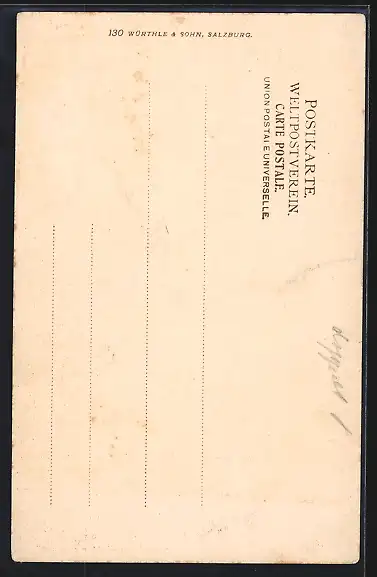 130 WÜRTHLE & SOHN, SALZBURG.
POSTKARTE.
WELTPOSTVEREIN.
CARTE POSTALE.
UNION POSTALE UNIVERSELLE.